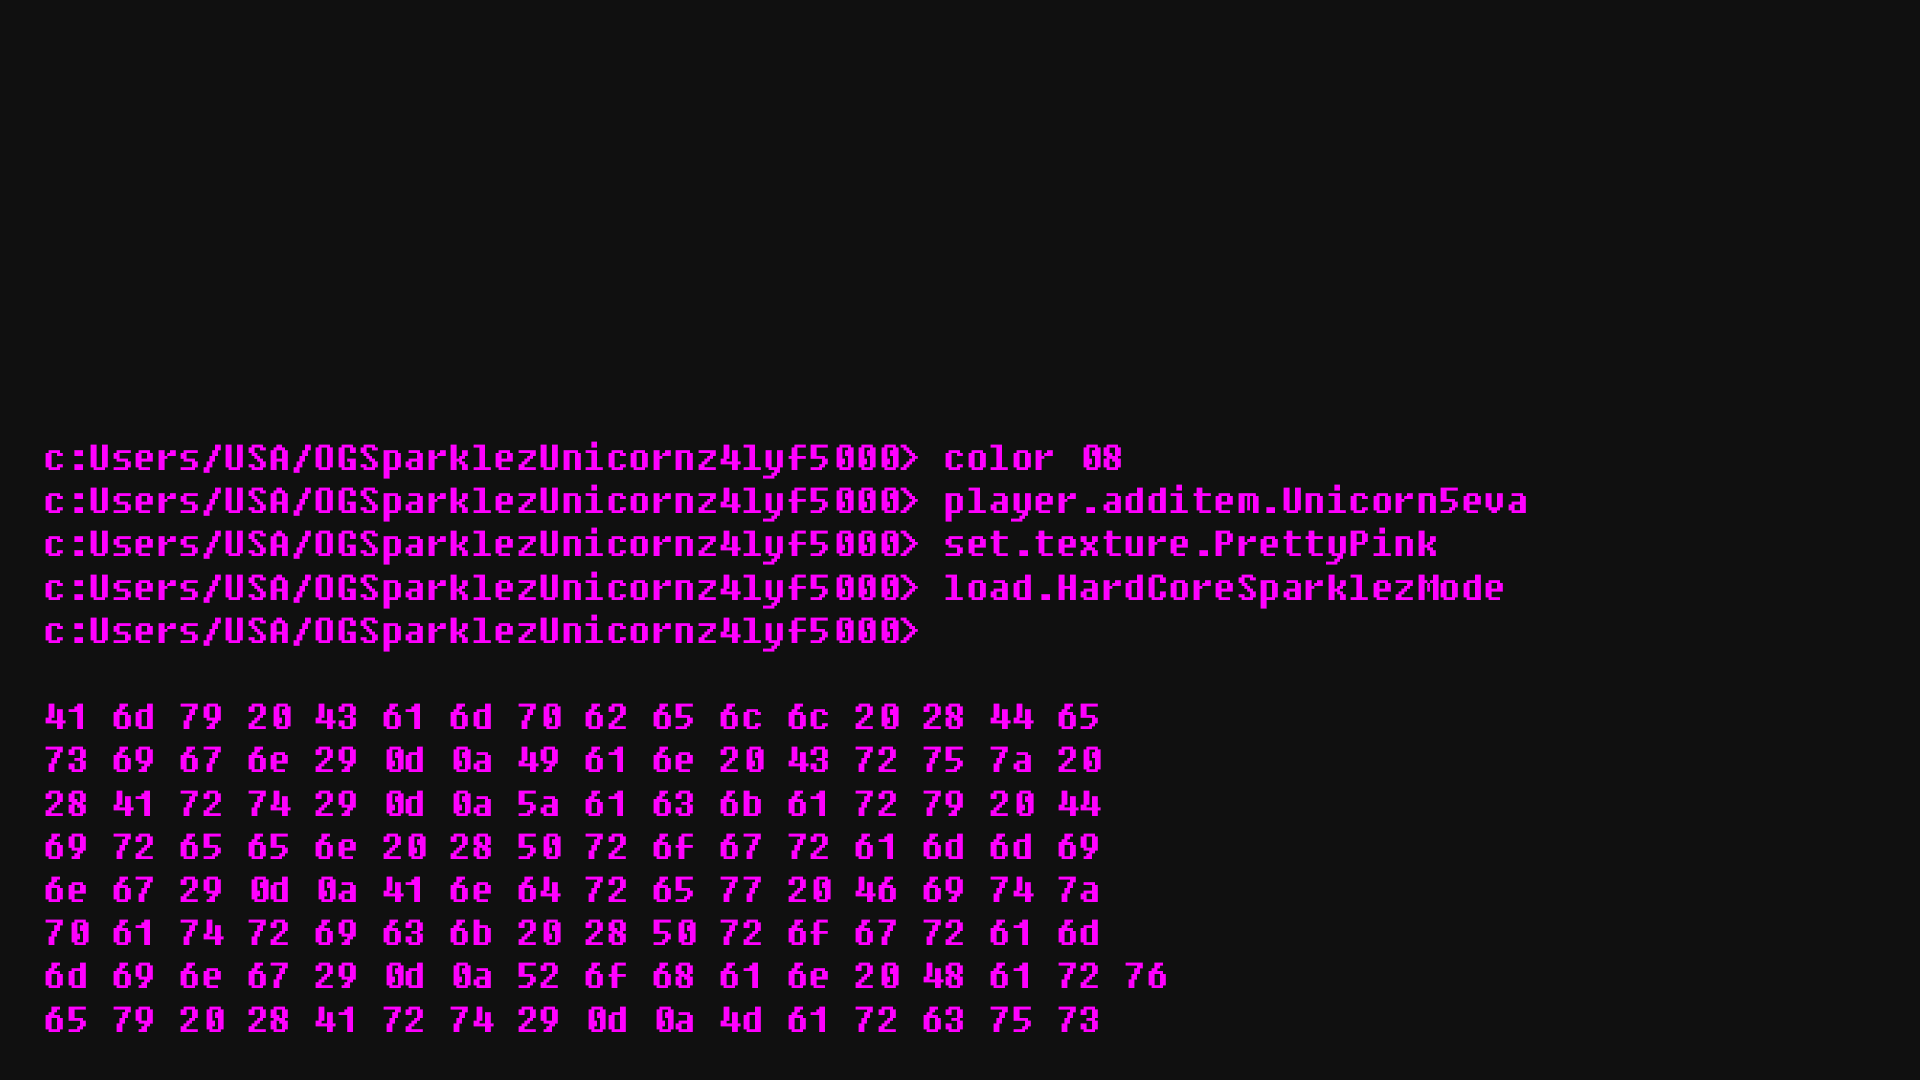 c:Users/USA/OGSparklezUnicornz4lyf5000> color 08
c:Users/USA/OGSparklezUnicornz4lyf5000> player.additem.Unicorn5eva
c:Users/USA/OGSparklezUnicornz4lyf5000> set.texture.PrettyPink
c:Users/USA/OGSparklezUnicornz4lyf5000> load.HardCoreSparklezMode
c:Users/USA/OGSparklezUnicornz4lyf5000>
41 6d 79 20 43 61 6d 70 62 65 6c 6c 20 28 44 65
73 69 67 6e 29 0d 0a 49 61 6e 20 43 72 75 7a 20
28 41 72 74 29 0d 0a 5a 61 63 6b 61 72 79 20 44
69 72 65 65 6e 20 28 50 72 6f 67 72 61 6d 6d 69
6e 67 29 0d 0a 41 6e 64 72 65 77 20 46 69 74 7a
70 61 74 72 69 63 6b 20 28 50 72 6f 67 72 61 6d
6d 69 6e 67 29 0d 0a 52 6f 68 61 6e 20 48 61 72 76
65 79 20 28 41 72 74 29 0d 0a 4d 61 72 63 75 73